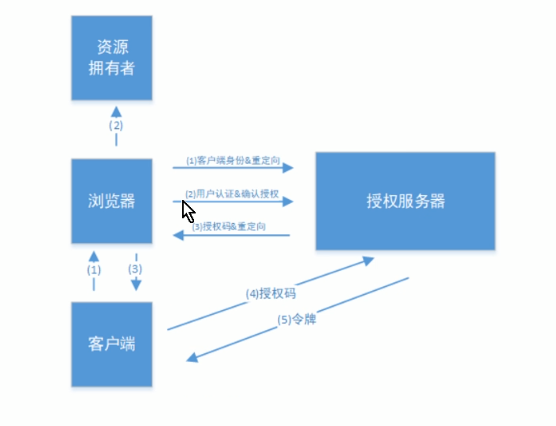 资源
拥有者
(2)
(1)客户端身份&重定向
(2)用户认证&确认授权
(3)授权码&重定向
浏览器
授权服务器
(1)
(3)
(4)授权码
(5)令牌
客户端